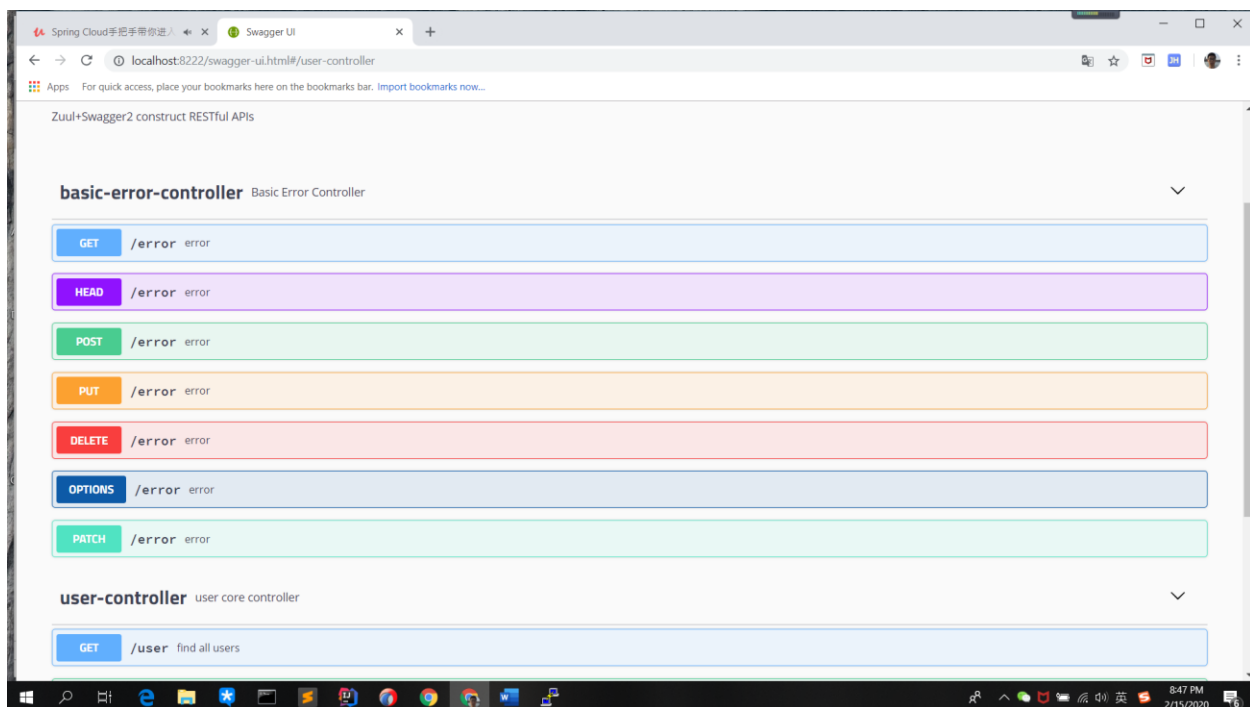 Spring Cloud手把手带你进
Swagger UI
localhost:8222/swagger-ui.html#/user-controller
JH
Apps For quick access, place your bookmarks here on the bookmarks bar. Import bookmarks now...
Zuul+Swagger2 construct RESTful APIs
basic-error-controller Basic Error Controller
GET /error error
HEAD /error error
POST /error error
PUT /error error
DELETE /error error
OPTIONS /error error
PATCH /error error
user-controller user core controller
GET /user find all users
英
8:47 PM
2/15/2020
6